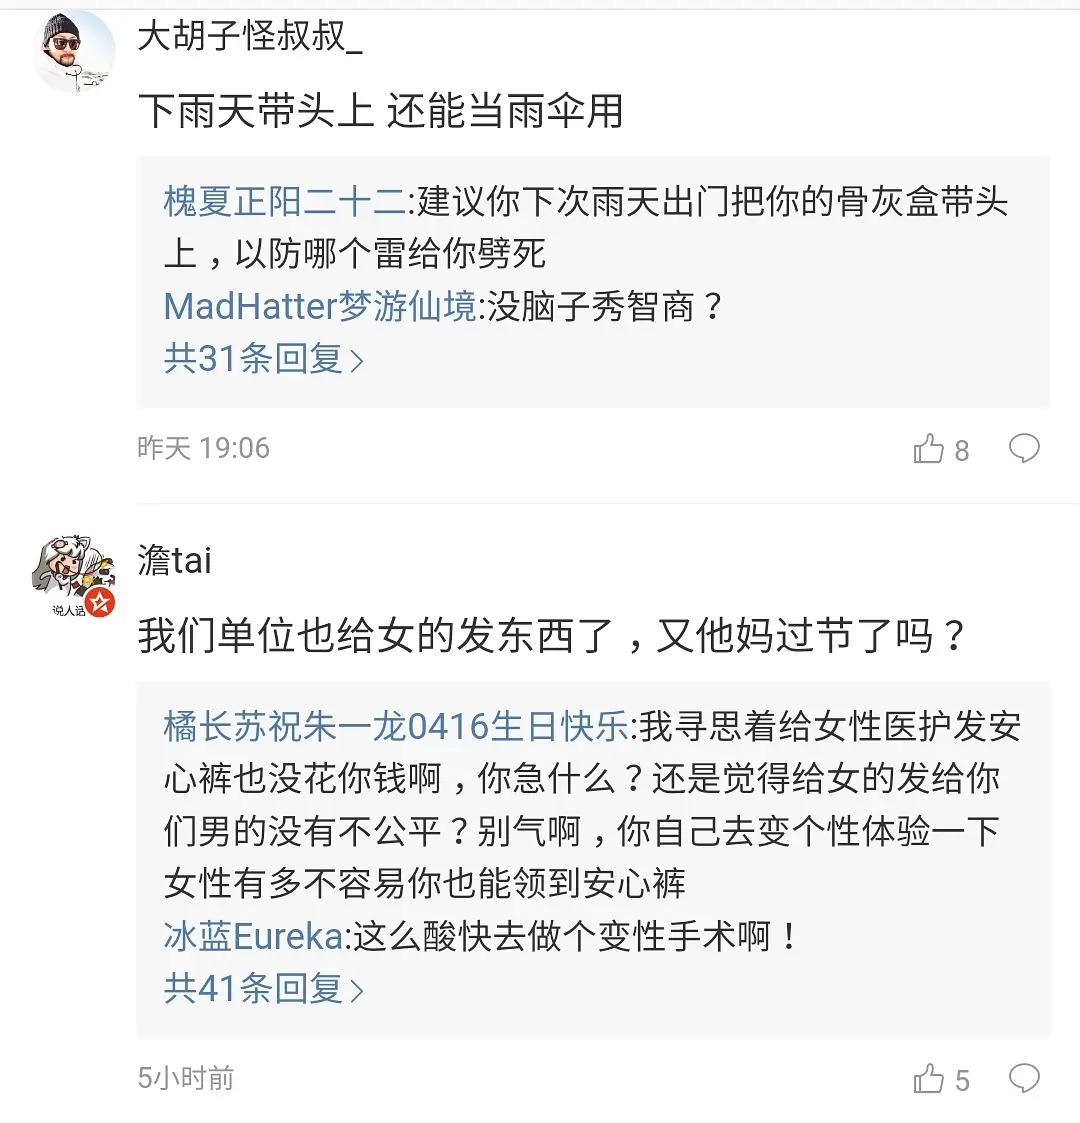 大胡子怪叔叔_
下雨天带头上 还能当雨伞用
槐夏正阳二十二:建议你下次雨天出门把你的骨灰盒带头
上，以防哪个雷给你劈死
MadHatter梦游仙境:没脑子秀智商？
共31条回复>
昨天 19:06
8
澹tai
说人话
我们单位也给女的发东西了，又他妈过节了吗？
橘长苏祝朱一龙0416生日快乐:我寻思着给女性医护发安
心裤也没花你钱啊，你急什么？还是觉得给女的发给你
们男的没有不公平？别气啊，你自己去变个性体验一下
女性有多不容易你也能领到安心裤
冰蓝Eureka:这么酸快去做个变性手术啊！
共41条回复>
5小时前
5